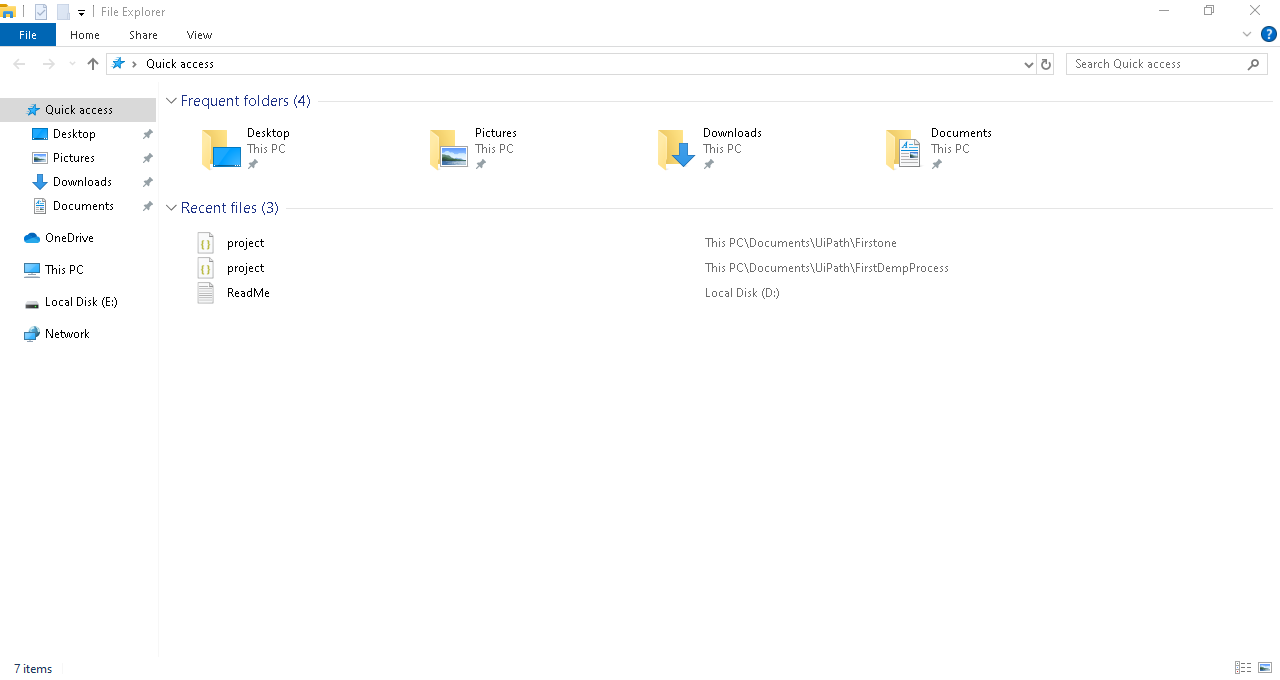 File Explorer
File Home Share View ?
Quick access Search Quick access
Quick access
Desktop
Pictures
Downloads
Documents
OneDrive
This PC
Local Disk (E:)
Network
Frequent folders (4)
Desktop
This PC
Pictures
This PC
Downloads
This PC
Documents
This PC
Recent files (3)
project This PC\Documents\UiPath\Firstone
project This PC\Documents\UiPath\FirstDempProcess
ReadMe Local Disk (D:)
7 items